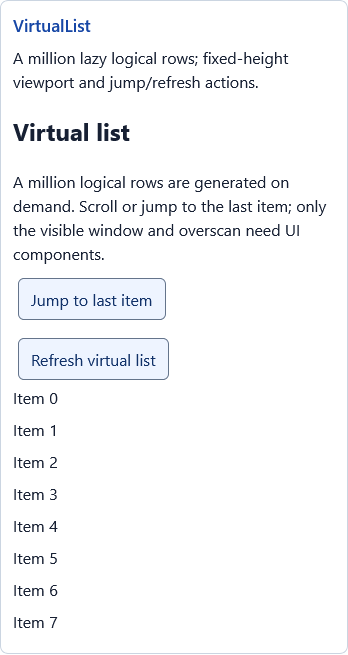 VirtualList
A million lazy logical rows; fixed-height
viewport and jump/refresh actions.
Virtual list
A million logical rows are generated on
demand. Scroll or jump to the last item; only
the visible window and overscan need UI
components.
Jump to last item
Refresh virtual list
Item 0
Item 1
Item 2
Item 3
Item 4
Item 5
Item 6
Item 7